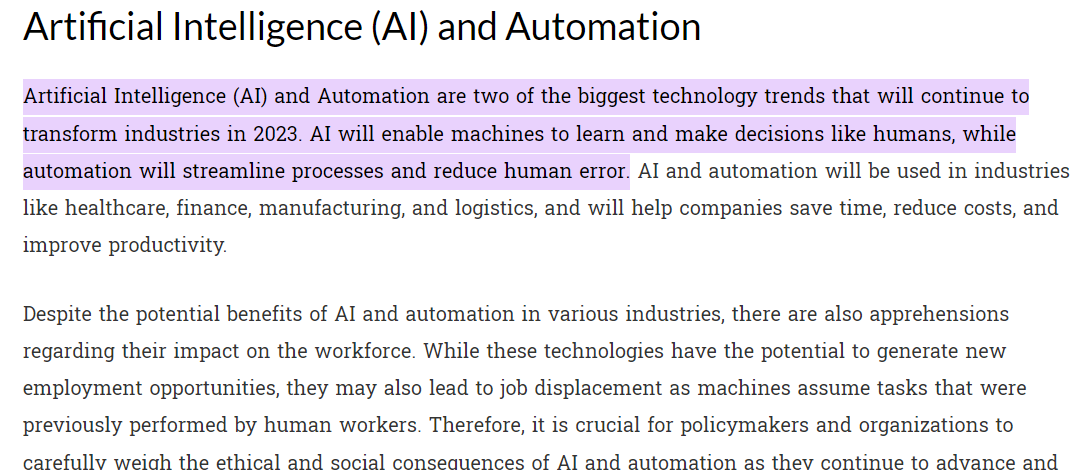 Artificial Intelligence (AI) and Automation
Artificial Intelligence (AI) and Automation are two of the biggest technology trends that will continue to
transform industries in 2023. AI will enable machines to learn and make decisions like humans, while
automation will streamline processes and reduce human error. AI and automation will be used in industries
like healthcare, finance, manufacturing, and logistics, and will help companies save time, reduce costs, and
improve productivity.
Despite the potential benefits of AI and automation in various industries, there are also apprehensions
regarding their impact on the workforce. While these technologies have the potential to generate new
employment opportunities, they may also lead to job displacement as machines assume tasks that were
previously performed by human workers. Therefore, it is crucial for policymakers and organizations to
carefully weigh the ethical and social consequences of AI and automation as they continue to advance and